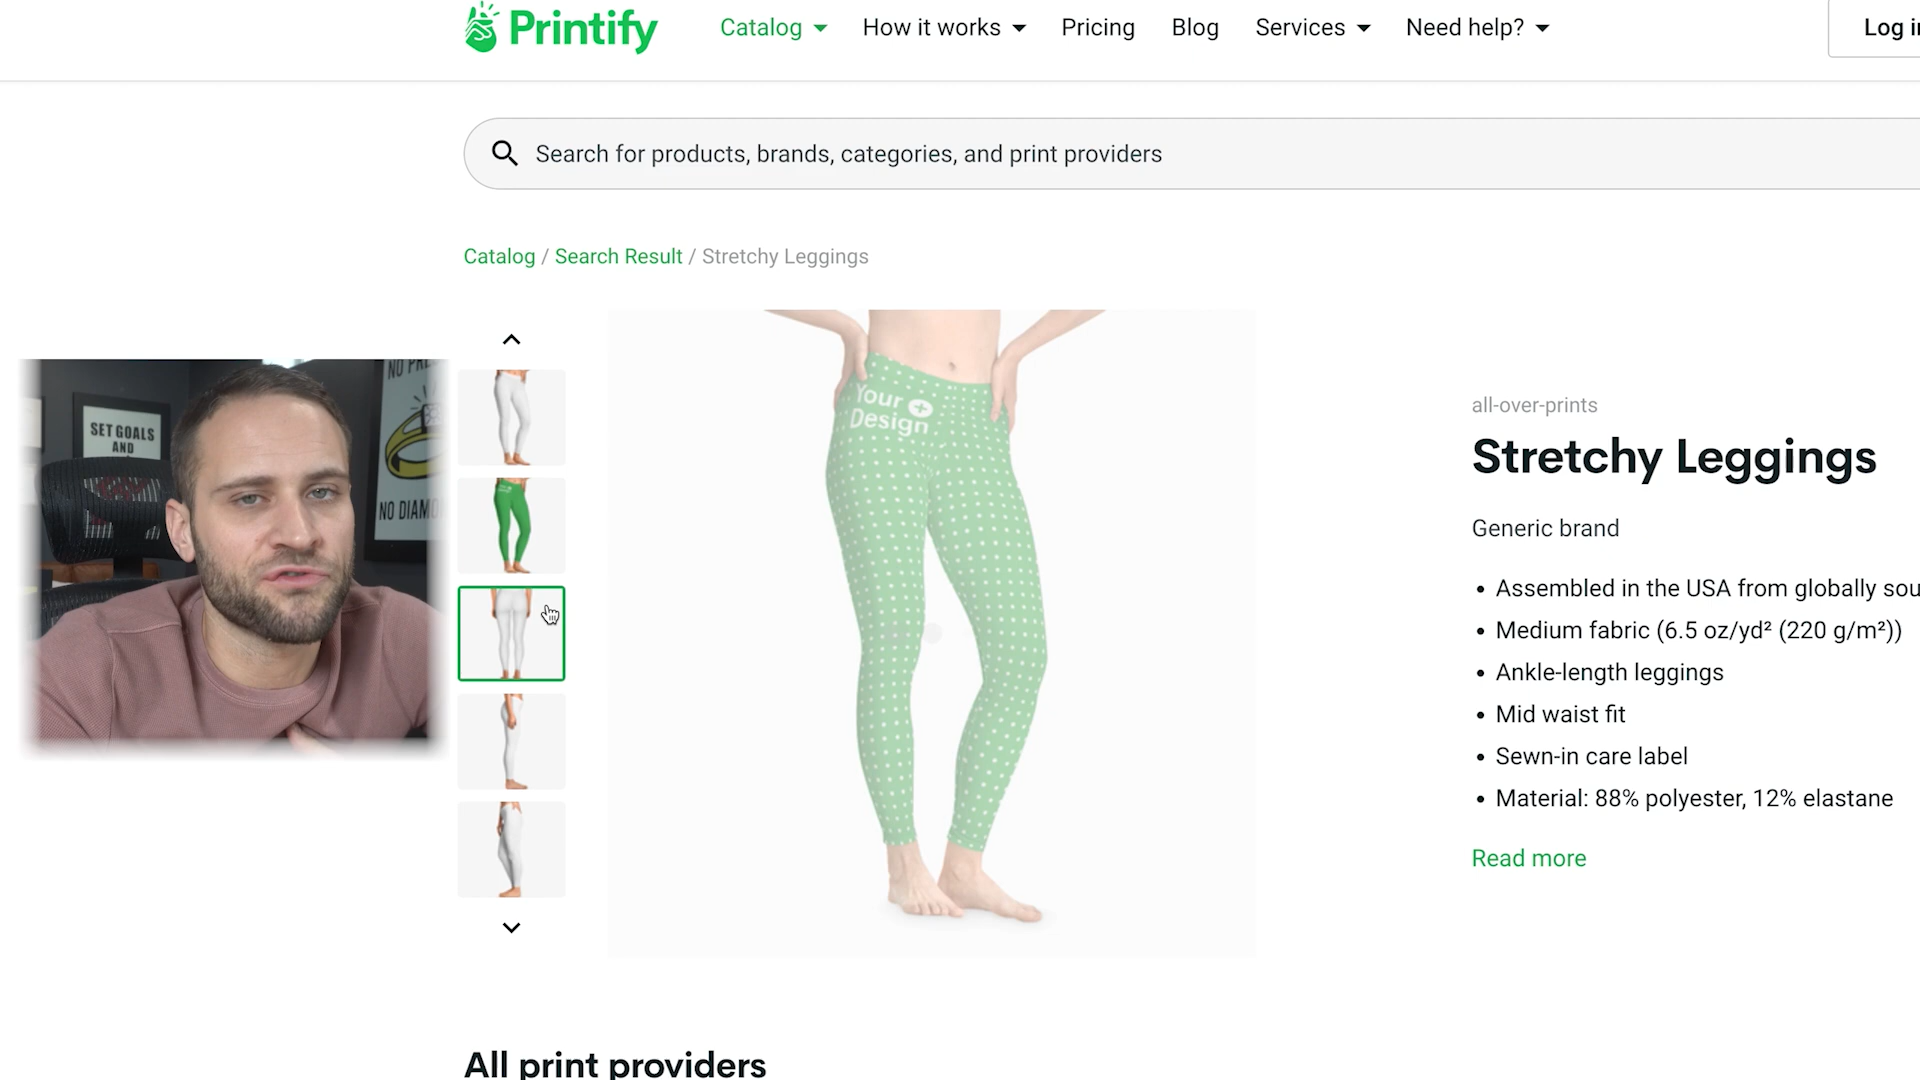 Printify
Catalog
How it works
Pricing
Blog
Services
Need help?
Log
Search for products, brands, categories, and print providers
Catalog / Search Result / Stretchy Leggings
NO
SET GOALS
AND
NO
Your
Design
all-over-prints
Stretchy Leggings
Generic brand
• Assembled in the USA from globally
• Medium fabric (6.5 oz/yd² (220 g/m²))
• Ankle-length leggings
• Mid waist fit
• Sewn-in care label
• Material: 88% polyester, 12% elastane
Read more
All print providers